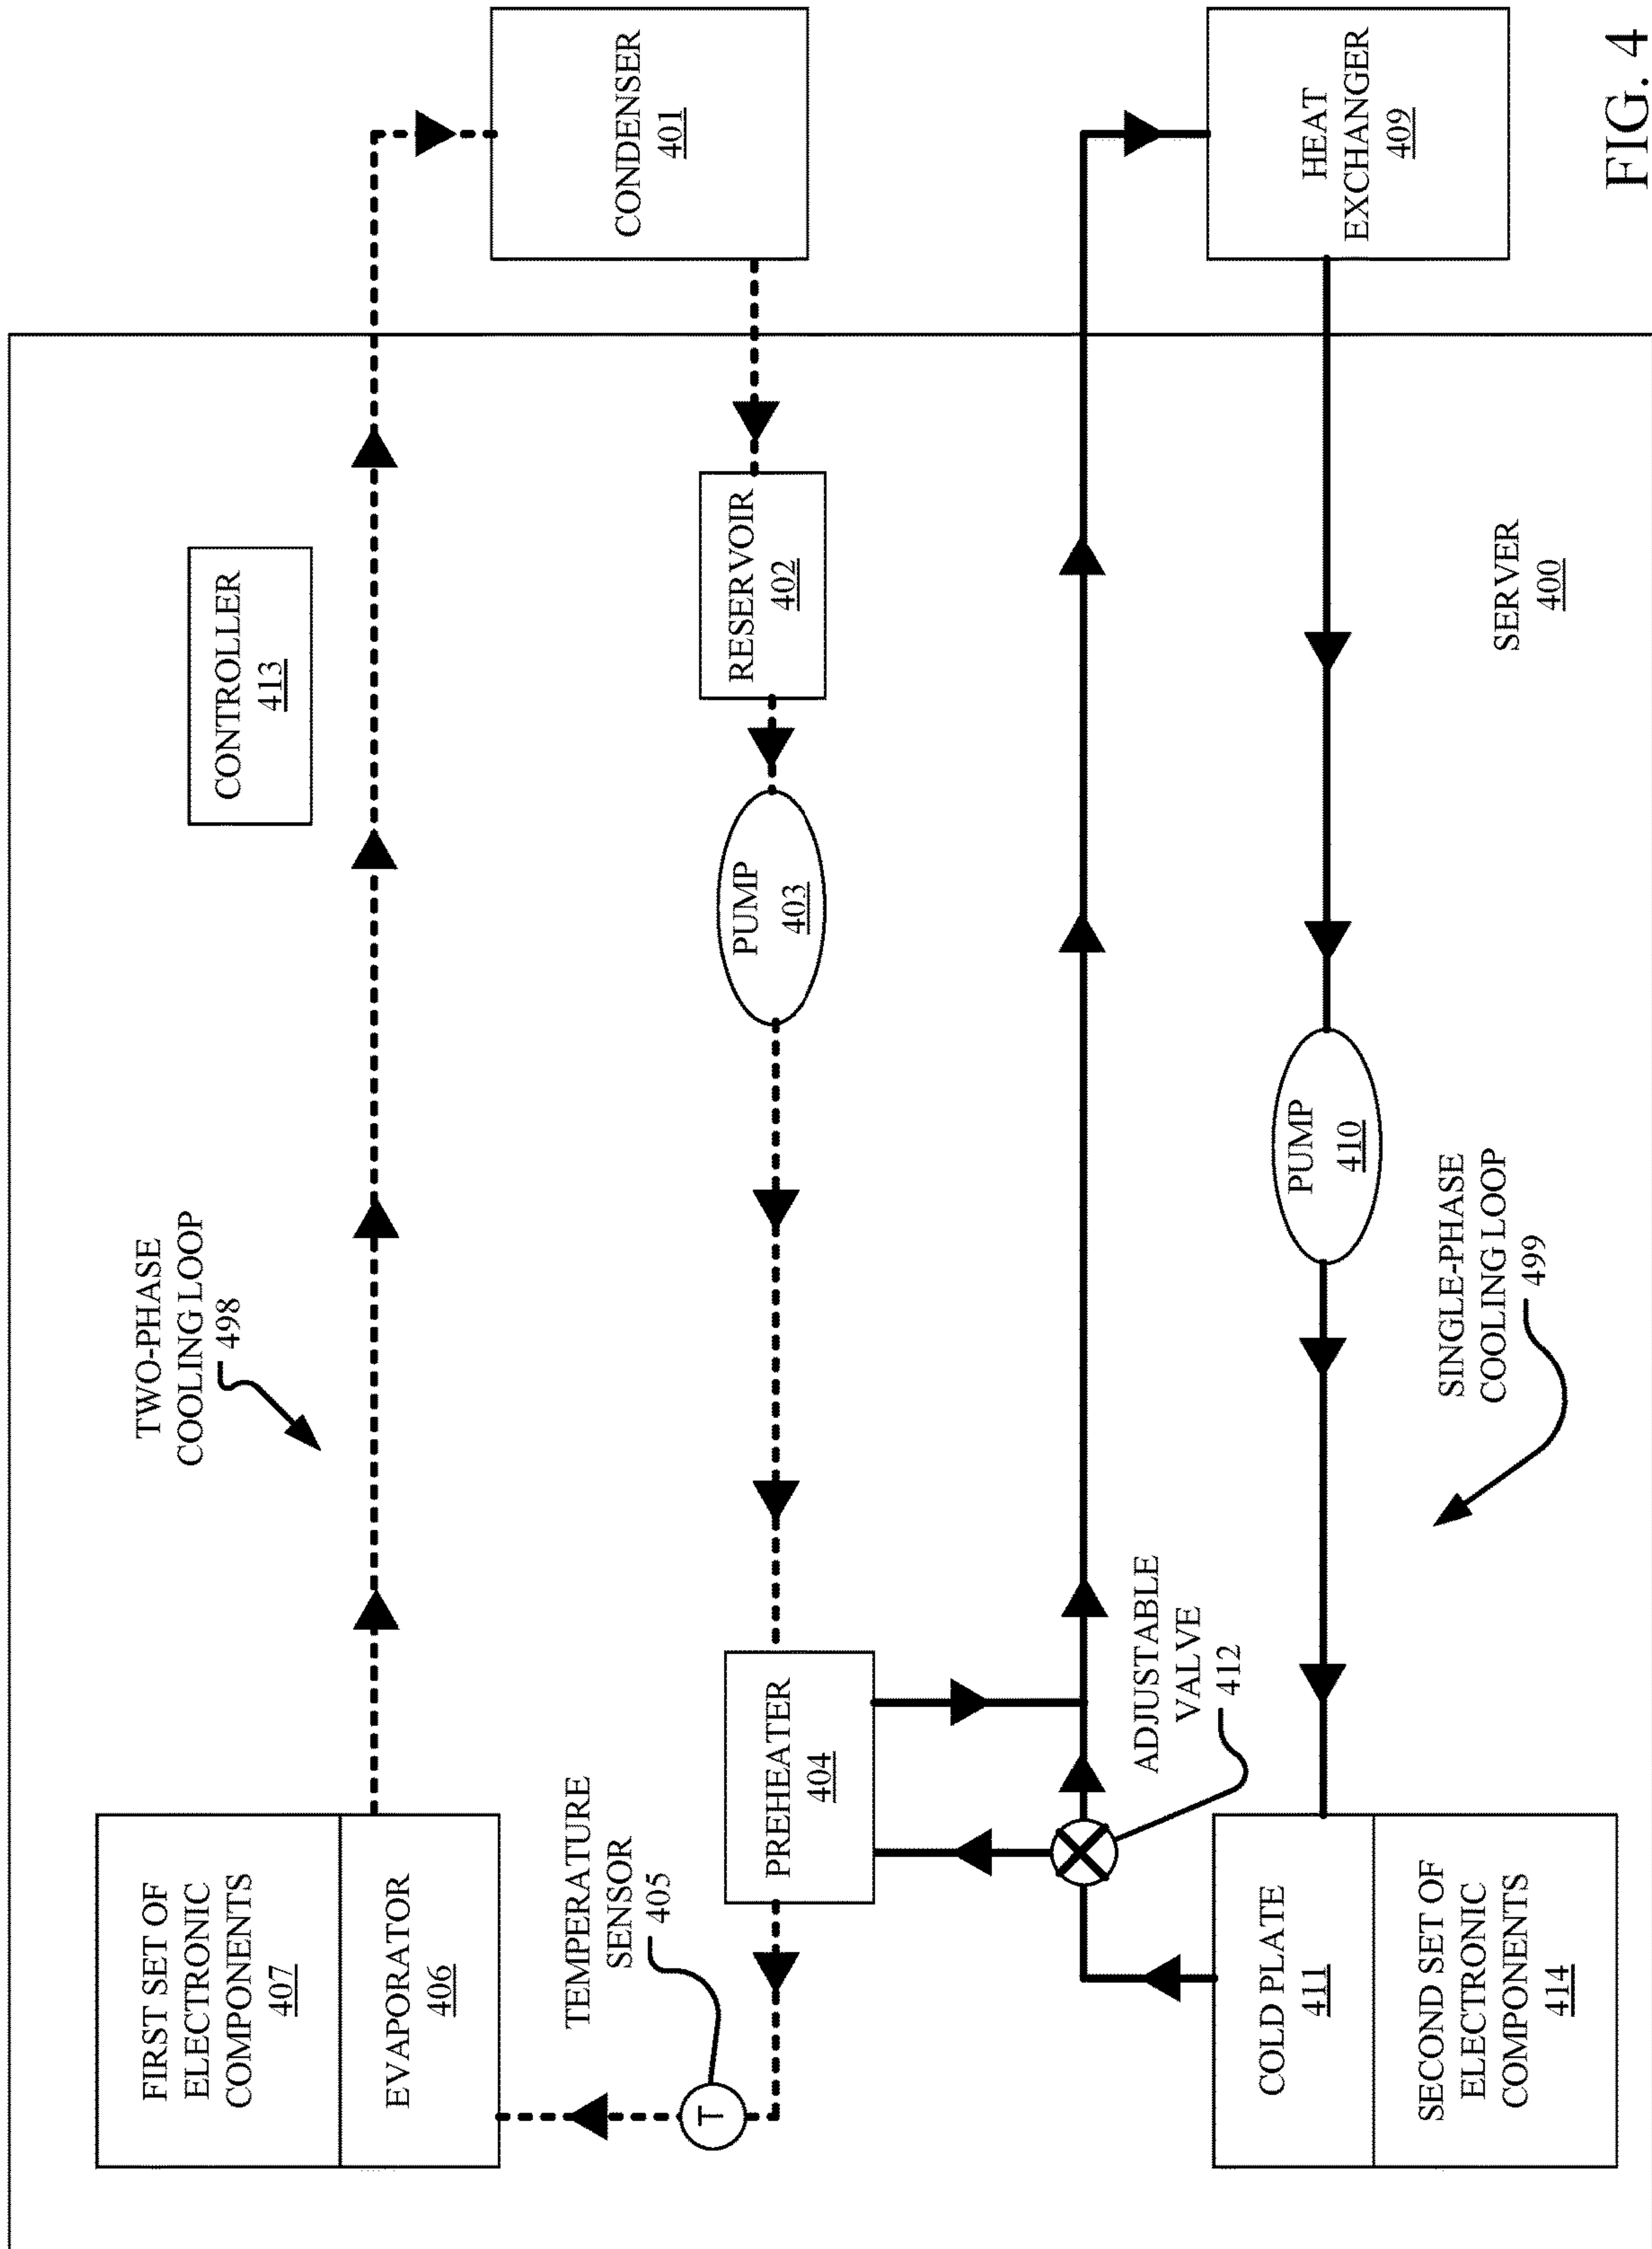 FIRST SET OF
ELECTRONIC
COMPONENTS
407
EVAPORATOR
406
TWO-PHASE
COOLING LOOP
498
CONTROLLER
413
CONDENSER
401
TEMPERATURE
SENSOR
405
T
PREHEATER
404
PUMP
403
RESERVOIR
402
ADJUSTABLE
VALVE
412
COLD PLATE
411
SECOND SET OF
ELECTRONIC
COMPONENTS
414
SINGLE-PHASE
COOLING LOOP
499
PUMP
410
SERVER
400
HEAT
EXCHANGER
409
FIG. 4